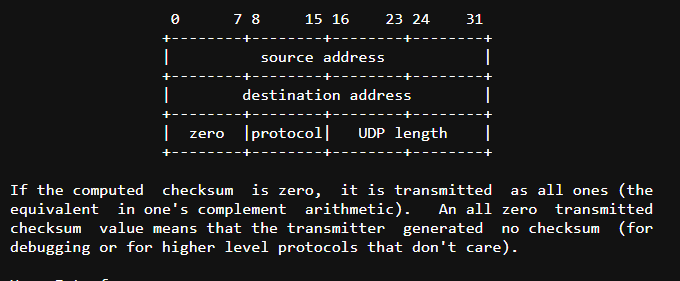 0      7 8     15 16    23 24    31
+--------+--------+--------+--------+
|          source address           |
+--------+--------+--------+--------+
|        destination address        |
+--------+--------+--------+--------+
|  zero  |protocol|   UDP length    |
+--------+--------+--------+--------+
If the computed  checksum  is zero,  it is transmitted  as all ones (the
equivalent  in one's complement  arithmetic).   An all zero  transmitted
checksum  value means that the transmitter  generated  no checksum  (for
debugging or for higher level protocols that don't care).